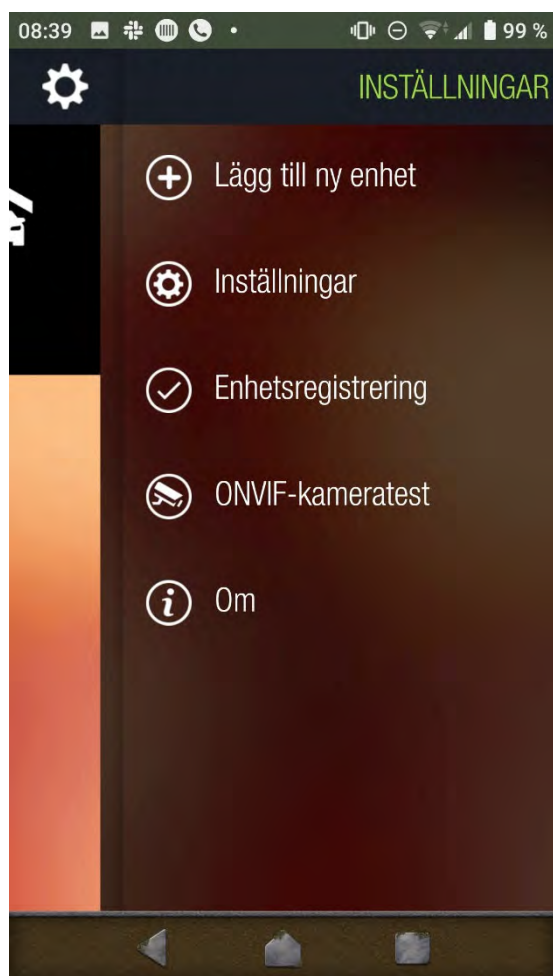 08:39 99 %
INSTÄLLNINGAR
Lägg till ny enhet
Inställningar
Enhetsregistrering
ONVIF-kameratest
Om